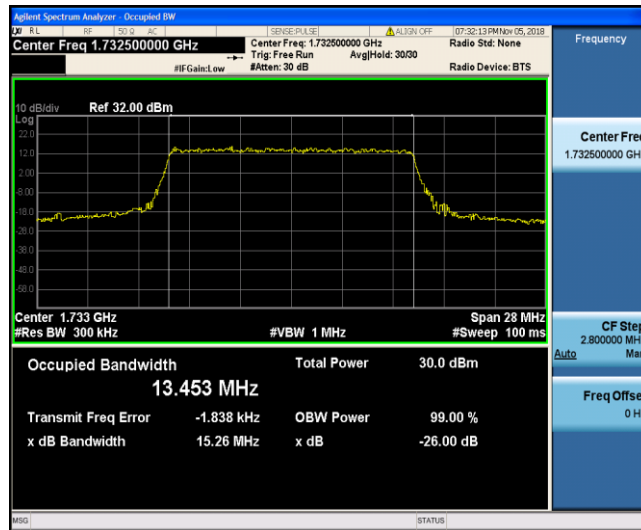 Agilent Spectrum Analyzer - Occupied BW
RL RF 50 Ω AC SENSE:PULSE ALIGN OFF 07:32:13 PM Nov 05, 2018
Center Freq 1.732500000 GHz
Center Freq: 1.732500000 GHz
Radio Std: None
Trig: Free Run Avg|Hold: 30/30
#IFGain:Low
#Atten: 30 dB
Radio Device: BTS
10 dB/div Ref 32.00 dBm
Log
22.0
12.0
2.00
-8.00
-18.0
-28.0
-38.0
-48.0
-58.0
Center 1.733 GHz Span 28 MHz
#Res BW 300 kHz #VBW 1 MHz #Sweep 100 ms
Occupied Bandwidth Total Power 30.0 dBm
13.453 MHz
Transmit Freq Error -1.838 kHz OBW Power 99.00 %
x dB Bandwidth 15.26 MHz x dB -26.00 dB
MSG STATUS
Frequency
Center Fre
1.732500000 GH
CF Step
2.800000 MH
Auto Ma
Freq Offse
0 H